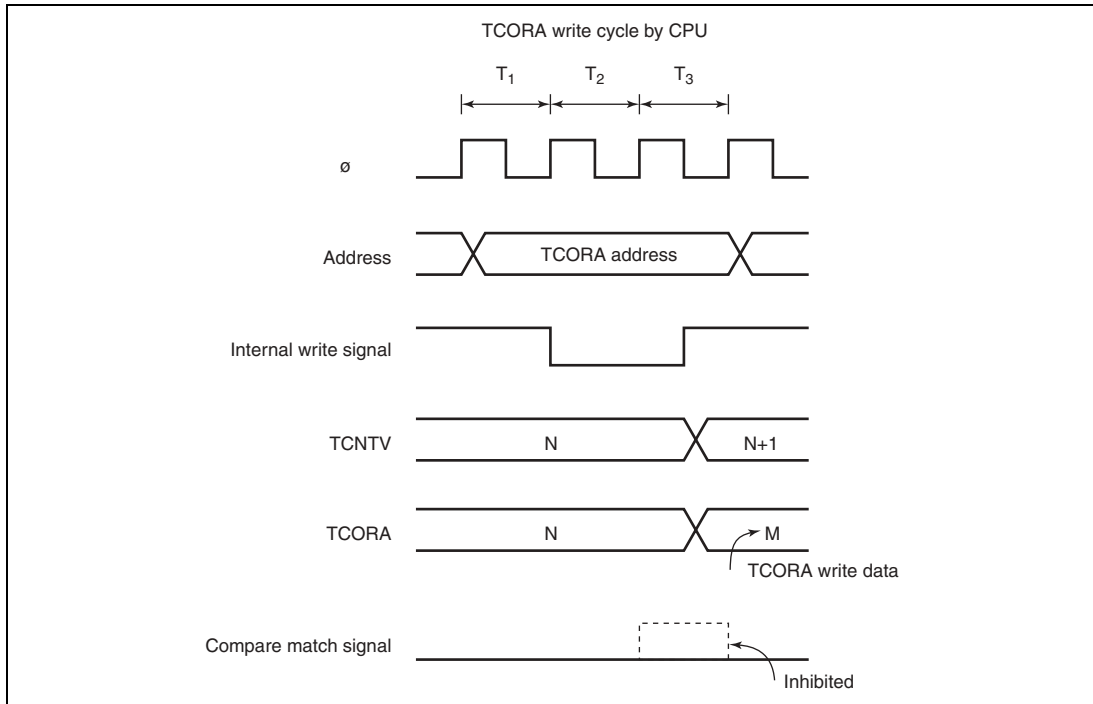 TCORA write cycle by CPU
T1 T2 T3
ø
Address TCORA address
Internal write signal
TCNTV N N+1
TCORA N M
TCORA write data
Compare match signal
Inhibited